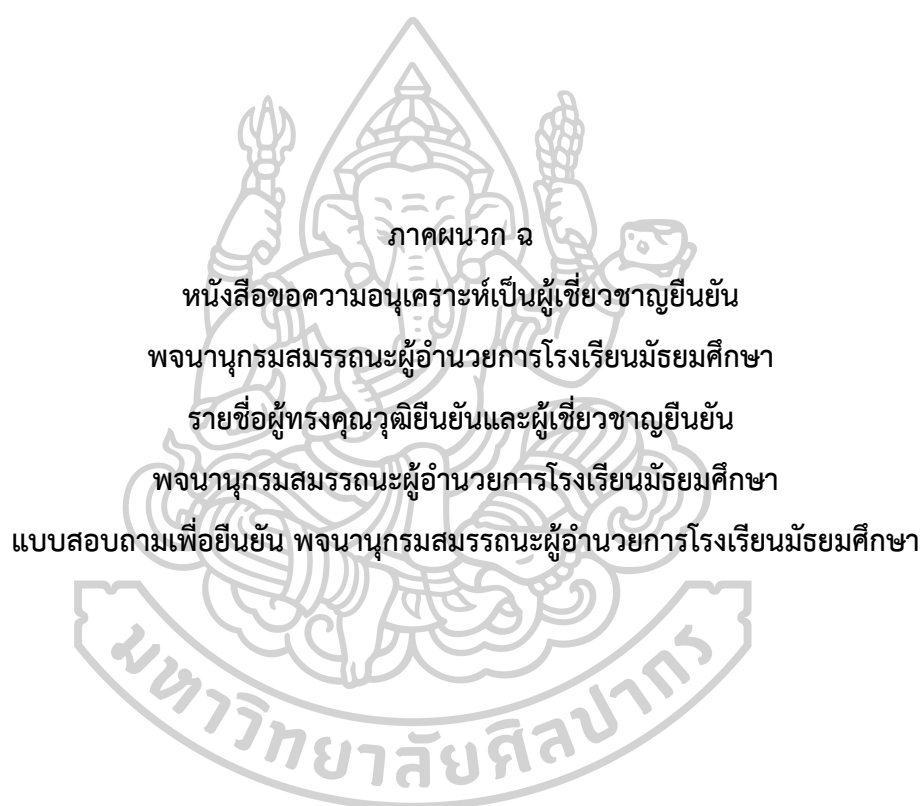 ภาคผนวก ฉ
หนังสือขอความอนุเคราะห์เป็นผู้เชี่ยวชาญยืนยัน
พจนานุกรมสมรรถนะผู้อำนวยการโรงเรียนมัธยมศึกษา
รายชื่อผู้ทรงคุณวุฒิยืนยันและผู้เชี่ยวชาญยืนยัน
พจนานุกรมสมรรถนะผู้อำนวยการโรงเรียนมัธยมศึกษา
แบบสอบถามเพื่อยืนยัน พจนานุกรมสมรรถนะผู้อำนวยการโรงเรียนมัธยมศึกษา
มหาวิทยาลัยศิลปากร